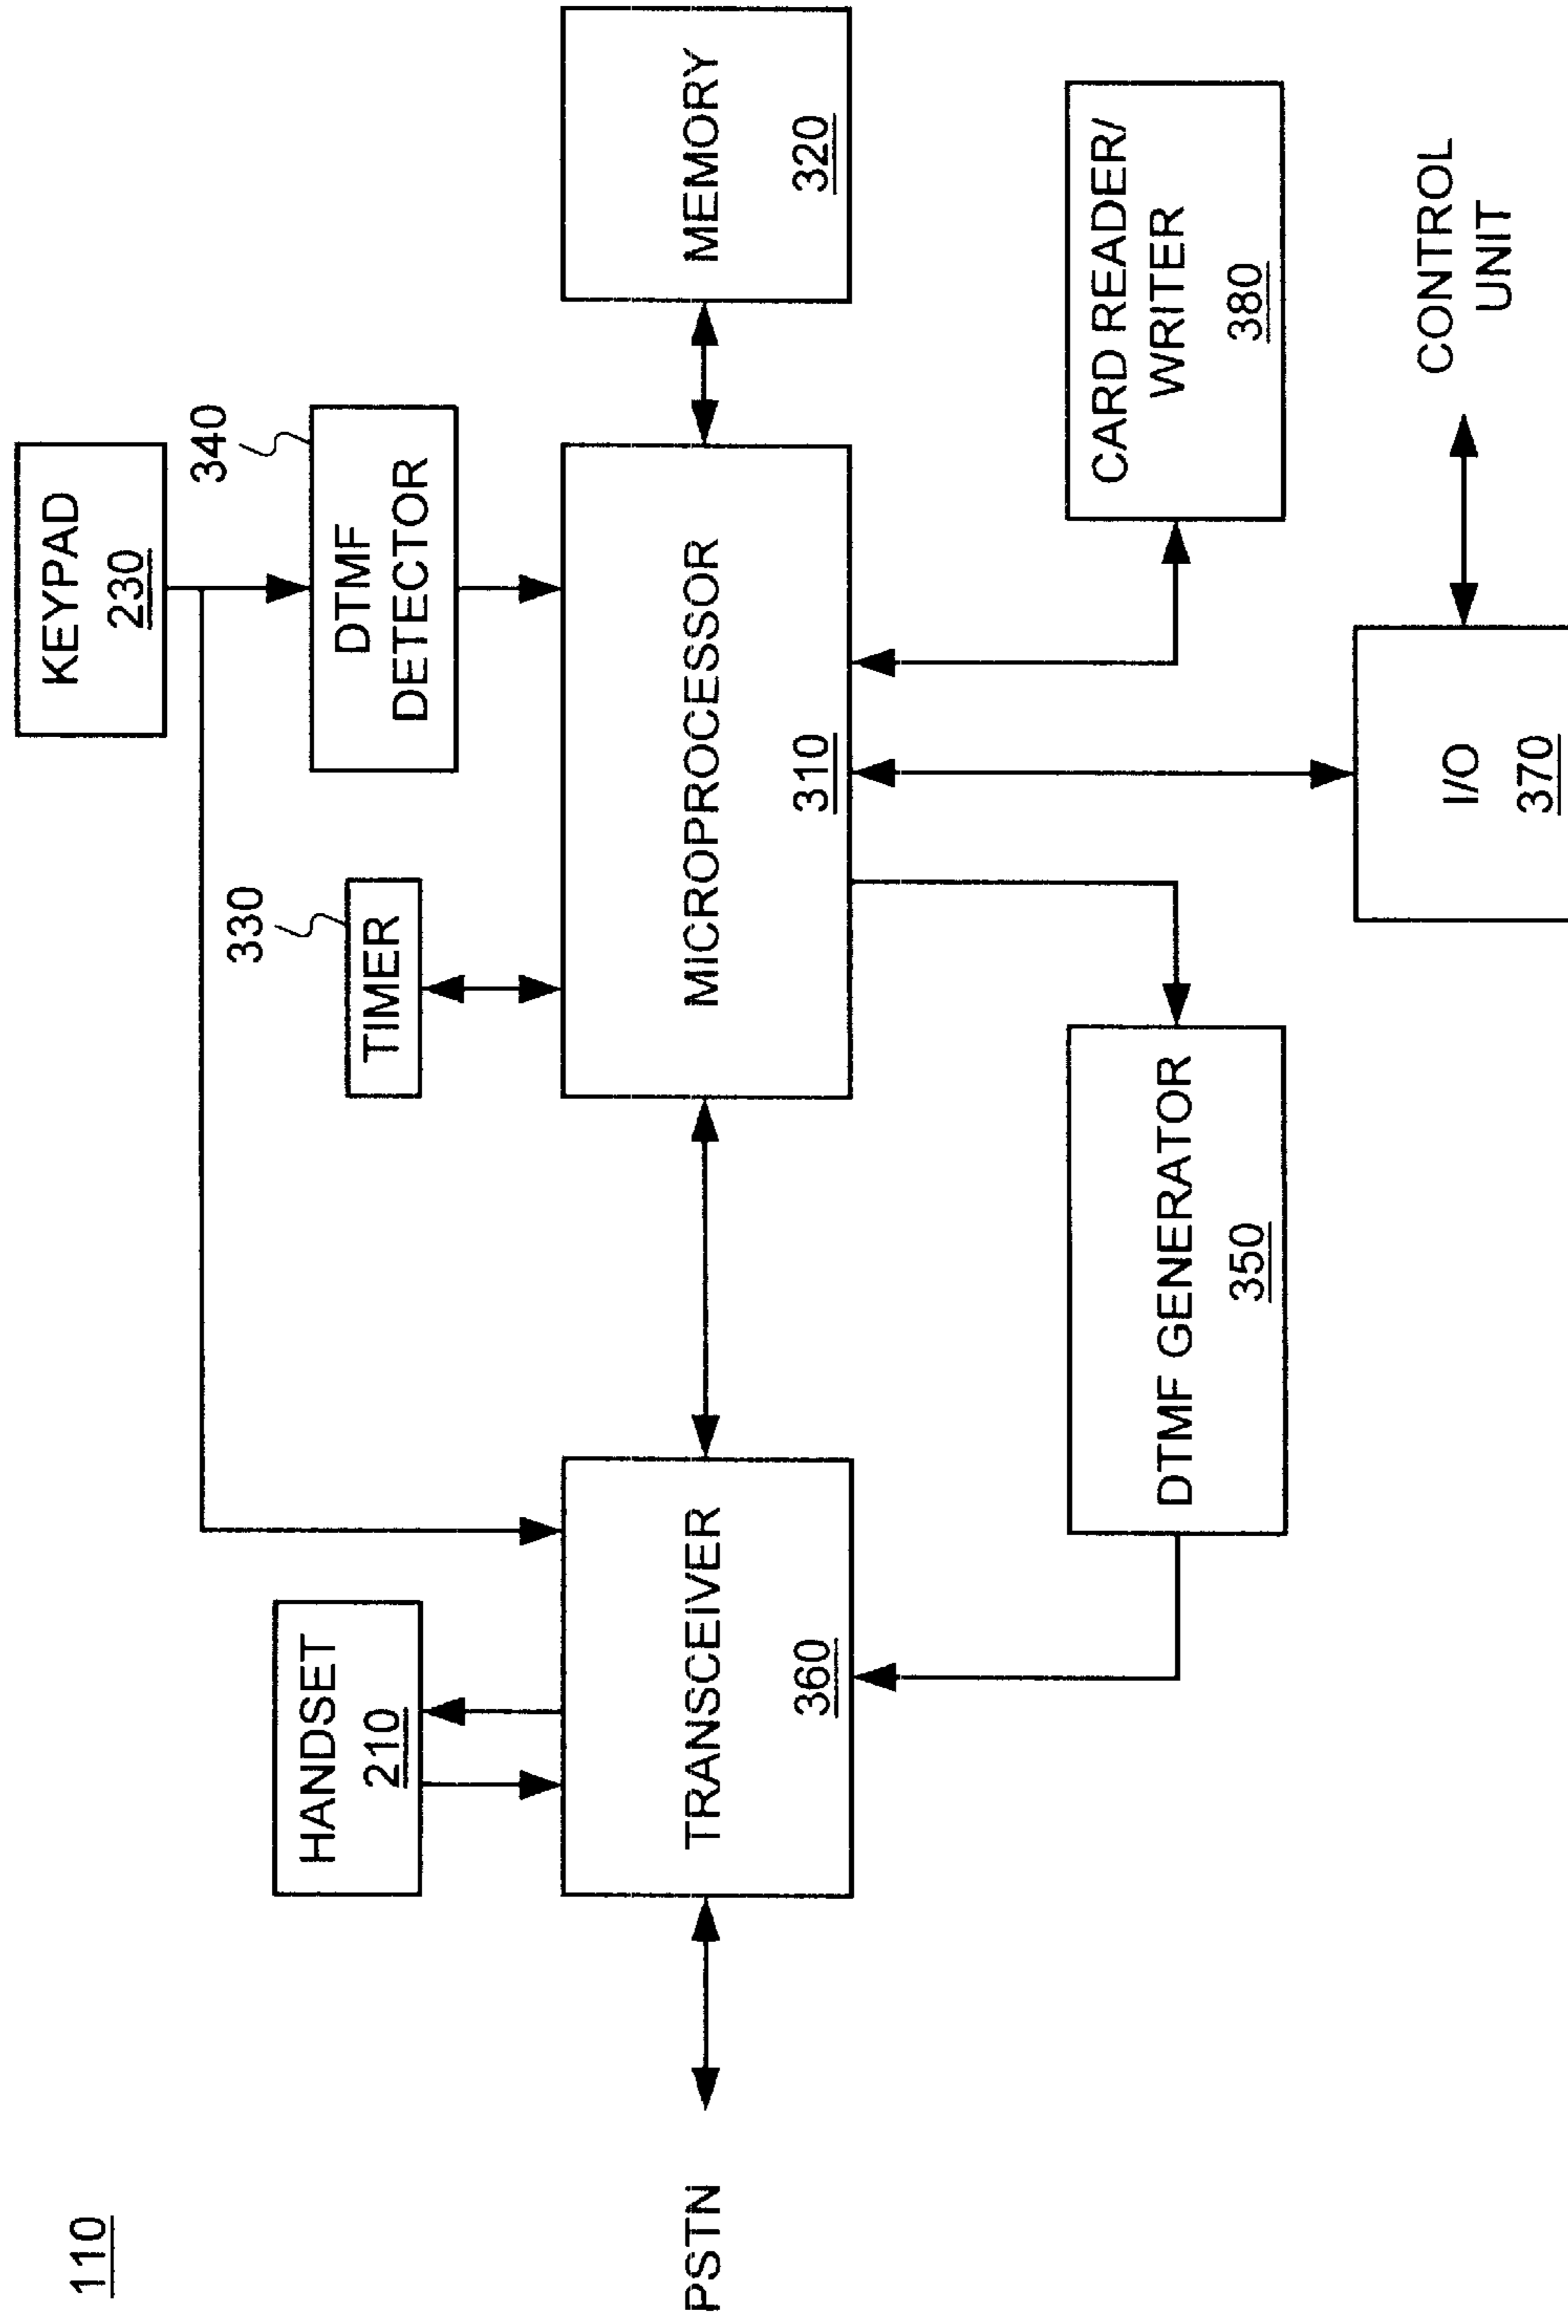 110
KEYPAD
230
340
DTMF
DETECTOR
330
TIMER
HANDSET
210
PSTN
TRANSCEIVER
360
MICROPROCESSOR
310
MEMORY
320
DTMF GENERATOR
350
CARD READER/
WRITER
380
I/O
370
CONTROL
UNIT